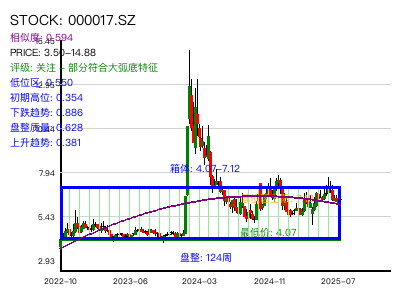 STOCK: 000017.SZ
相似度: 0.594
PRICE: 3.50-14.88
评级: 关注 - 部分符合大弧底特征
低位区: 0.550
初期高位: 0.354
下跌趋势: 0.886
盘整质量: 0.628
上升趋势: 0.381
箱体: 4.07-7.12
7.94
5.43
最低价: 4.07
2.93
盘整: 124周
2022-10
2023-06
2024-03
2024-11
2025-07